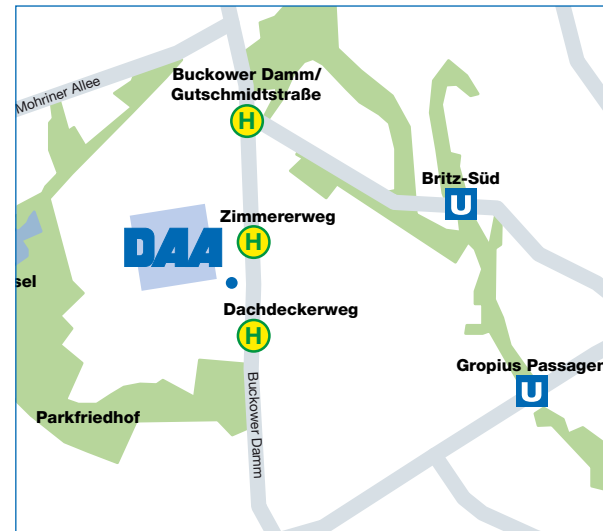 Mohriner Allee
Buckower Damm/
Gutschmidtstraße
H
Britz-Süd
U
Zimmererweg
H
DAA
sel
Dachdeckerweg
H
Gropius Passagen
U
Buckower Damm
Parkfriedhof